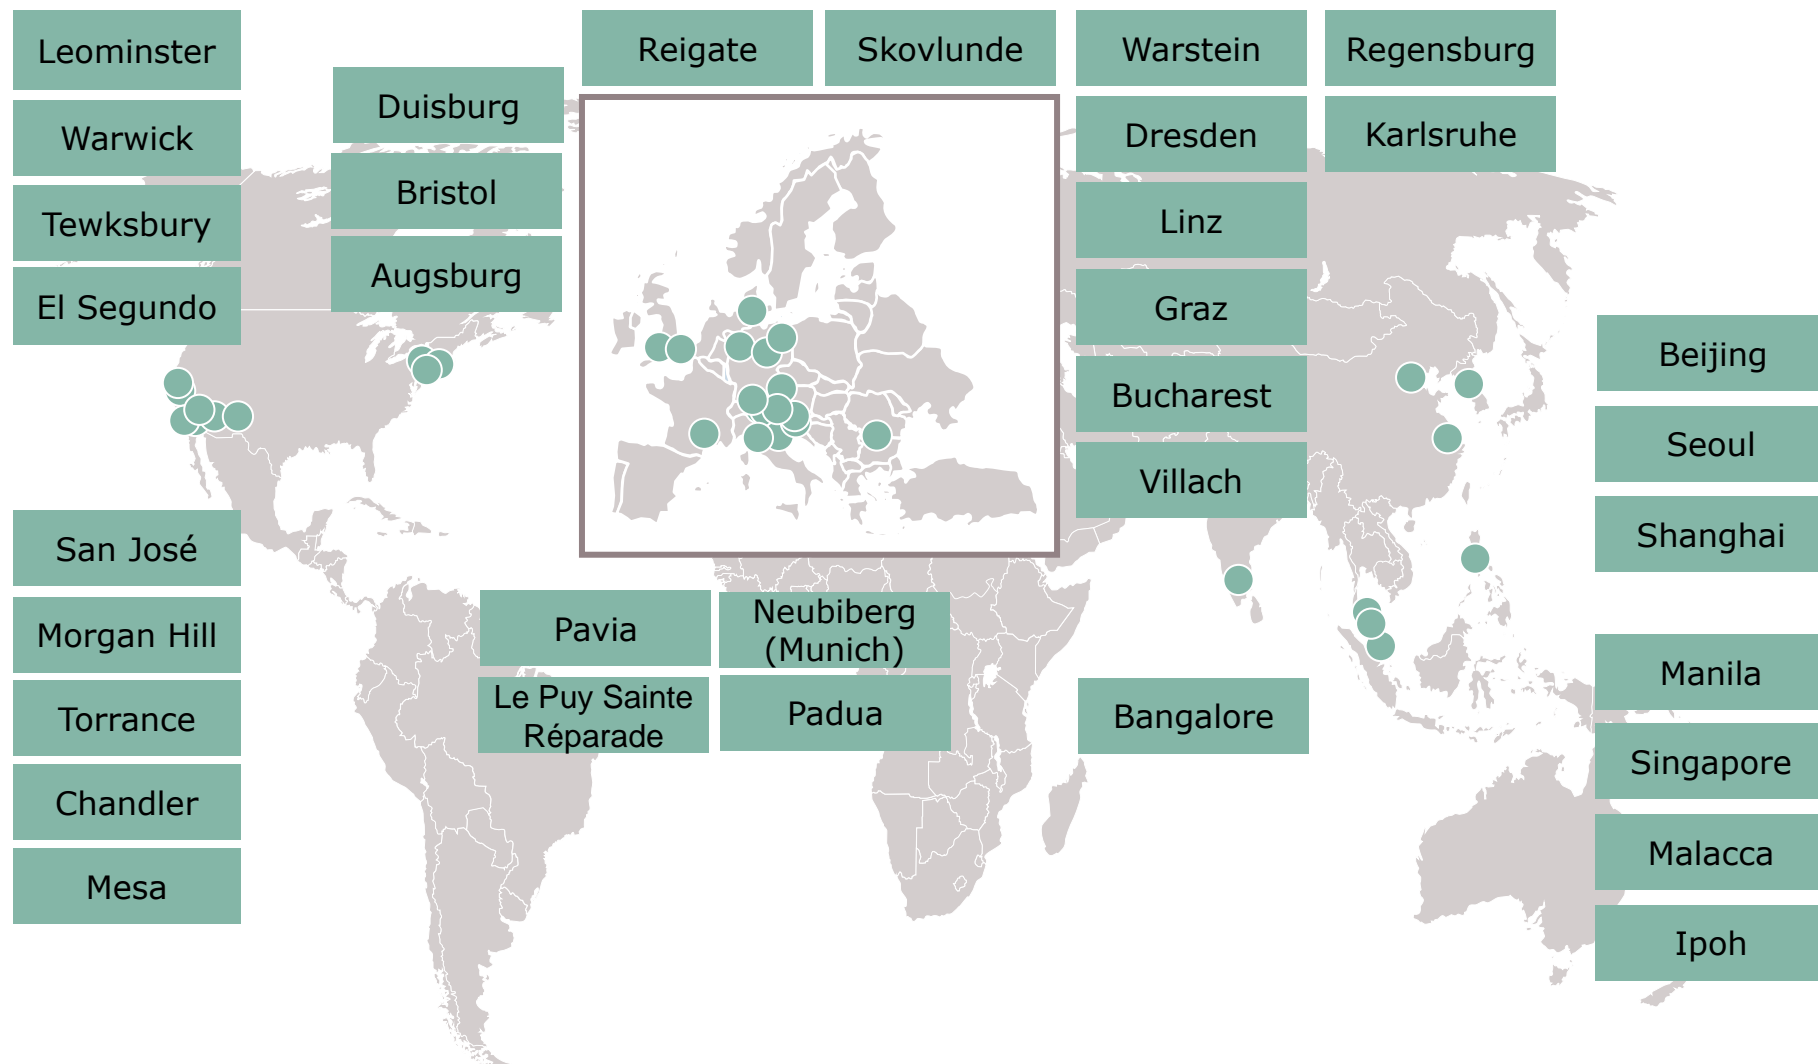 Leominster
Warwick
Tewksbury
El Segundo
Duisburg
Bristol
Augsburg
Reigate
Skovlunde
Warstein
Regensburg
Dresden
Karlsruhe
Linz
Graz
Bucharest
Villach
Beijing
Seoul
Shanghai
San José
Morgan Hill
Torrance
Chandler
Mesa
Pavia
Neubiberg
(Munich)
Le Puy Sainte
Réparade
Padua
Bangalore
Manila
Singapore
Malacca
Ipoh